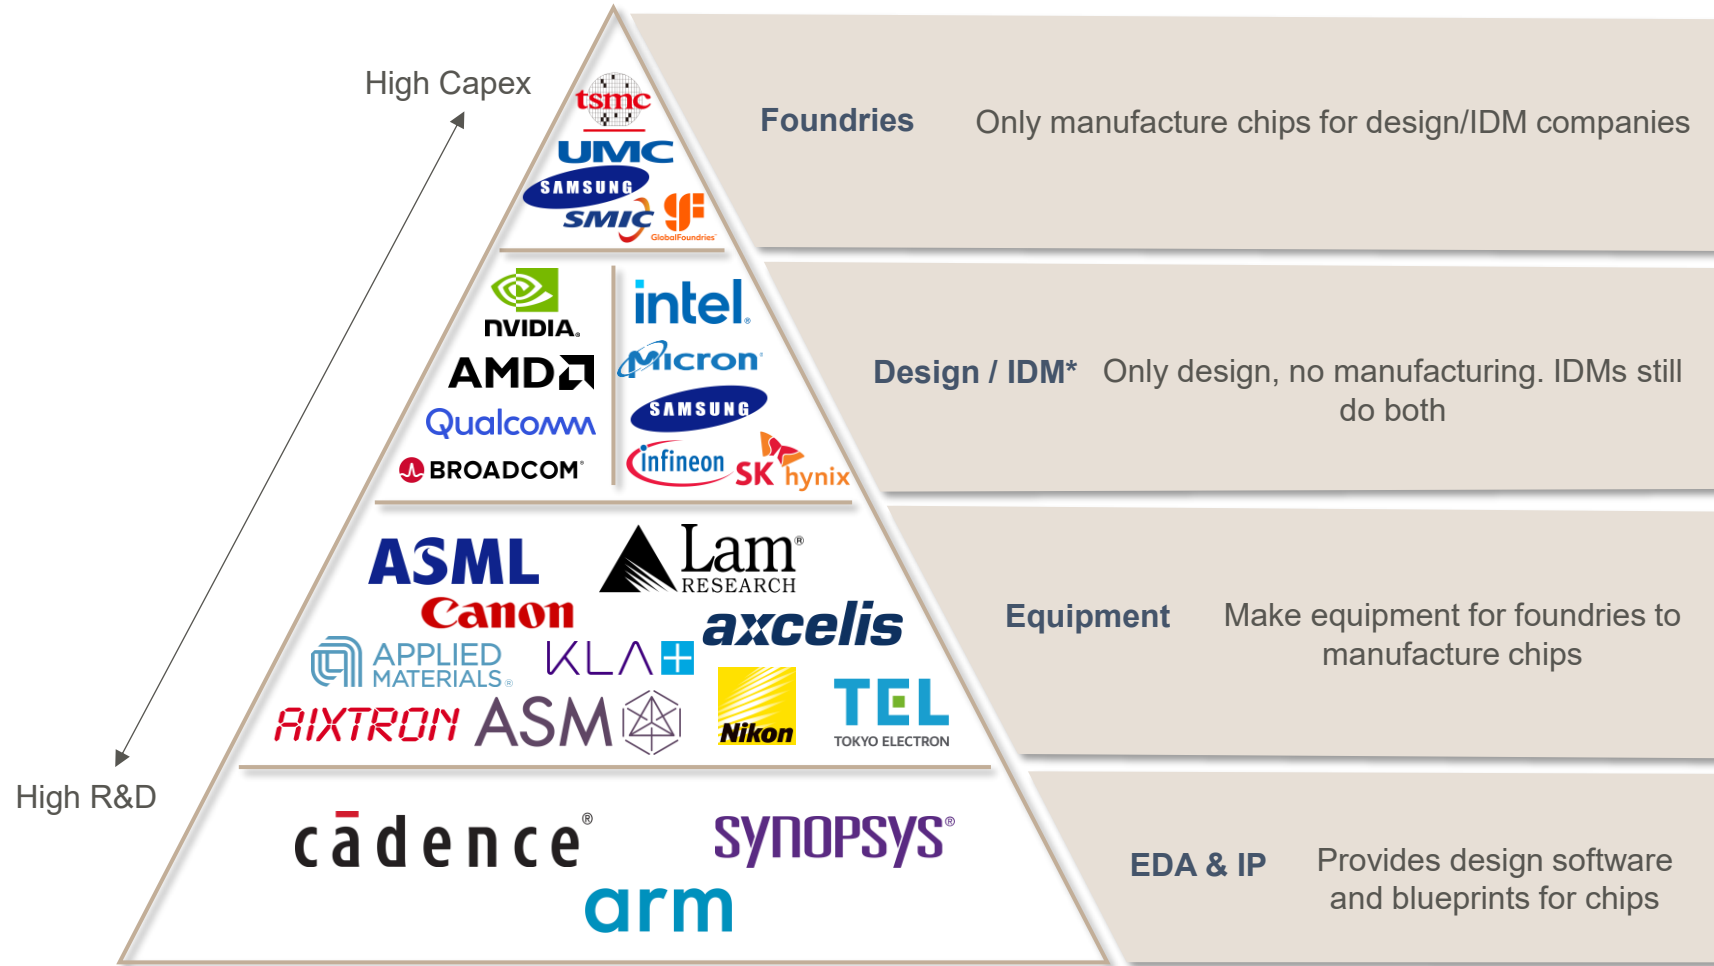 High Capex
High R&D
tsmc
UMC
SAMSUNG
SMIC
GlobalFoundries
Foundries
Only manufacture chips for design/IDM companies
NVIDIA®
AMD
Qualcomm
BROADCOM®
intel®
Micron®
SAMSUNG
infineon
SK hynix
Design / IDM*
Only design, no manufacturing. IDMs still
do both
ASML
Lam®
RESEARCH
Canon
axcelis
APPLIED
MATERIALS®
KLA+
AIXTRON
ASM
Nikon
TEL
TOKYO ELECTRON
Equipment
Make equipment for foundries to
manufacture chips
cādence®
SYNOPSYS®
arm
EDA & IP
Provides design software
and blueprints for chips